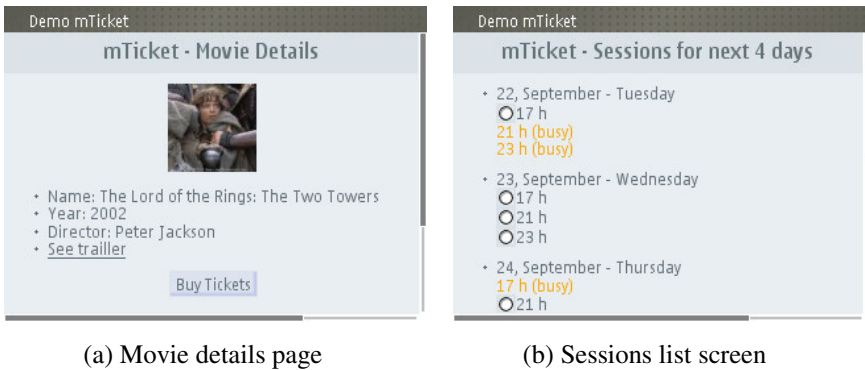 Demo mTicket
mTicket - Movie Details
• Name: The Lord of the Rings: The Two Towers
• Year: 2002
• Director: Peter Jackson
• See trailler
Buy Tickets
(a) Movie details page
Demo mTicket
mTicket - Sessions for next 4 days
• 22, September - Tuesday
17 h
21 h (busy)
23 h (busy)
• 23, September - Wednesday
17 h
21 h
23 h
• 24, September - Thursday
17 h (busy)
21 h
(b) Sessions list screen